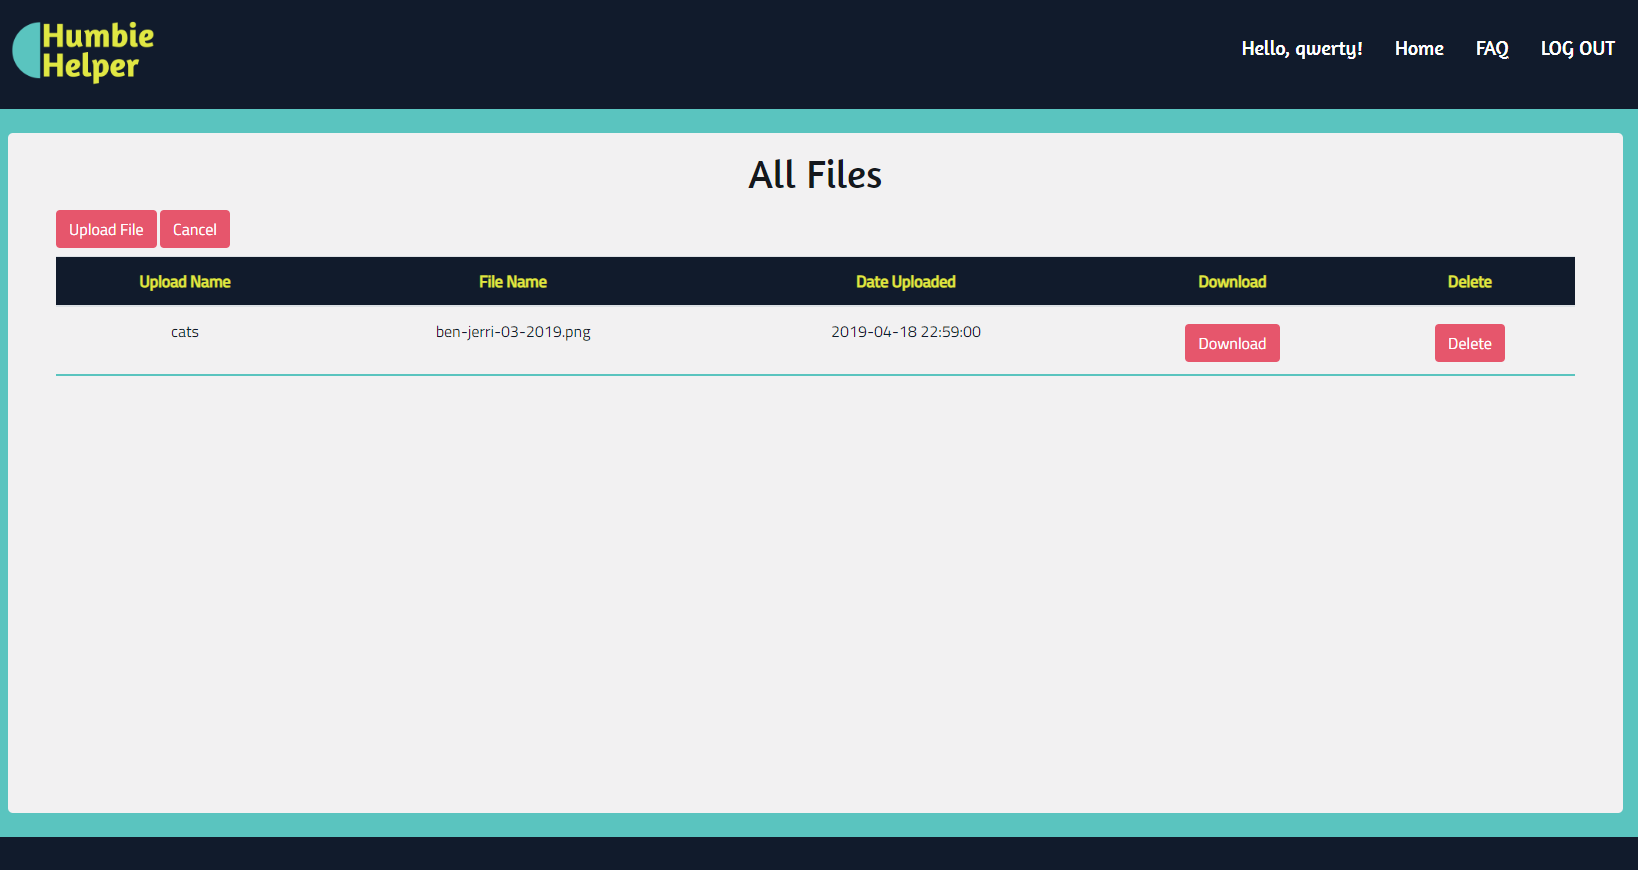 Humbie
Helper
Hello, qwerty! Home FAQ LOG OUT
All Files
Upload File Cancel
Upload Name File Name Date Uploaded Download Delete
cats ben-jerri-03-2019.png 2019-04-18 22:59:00 Download Delete